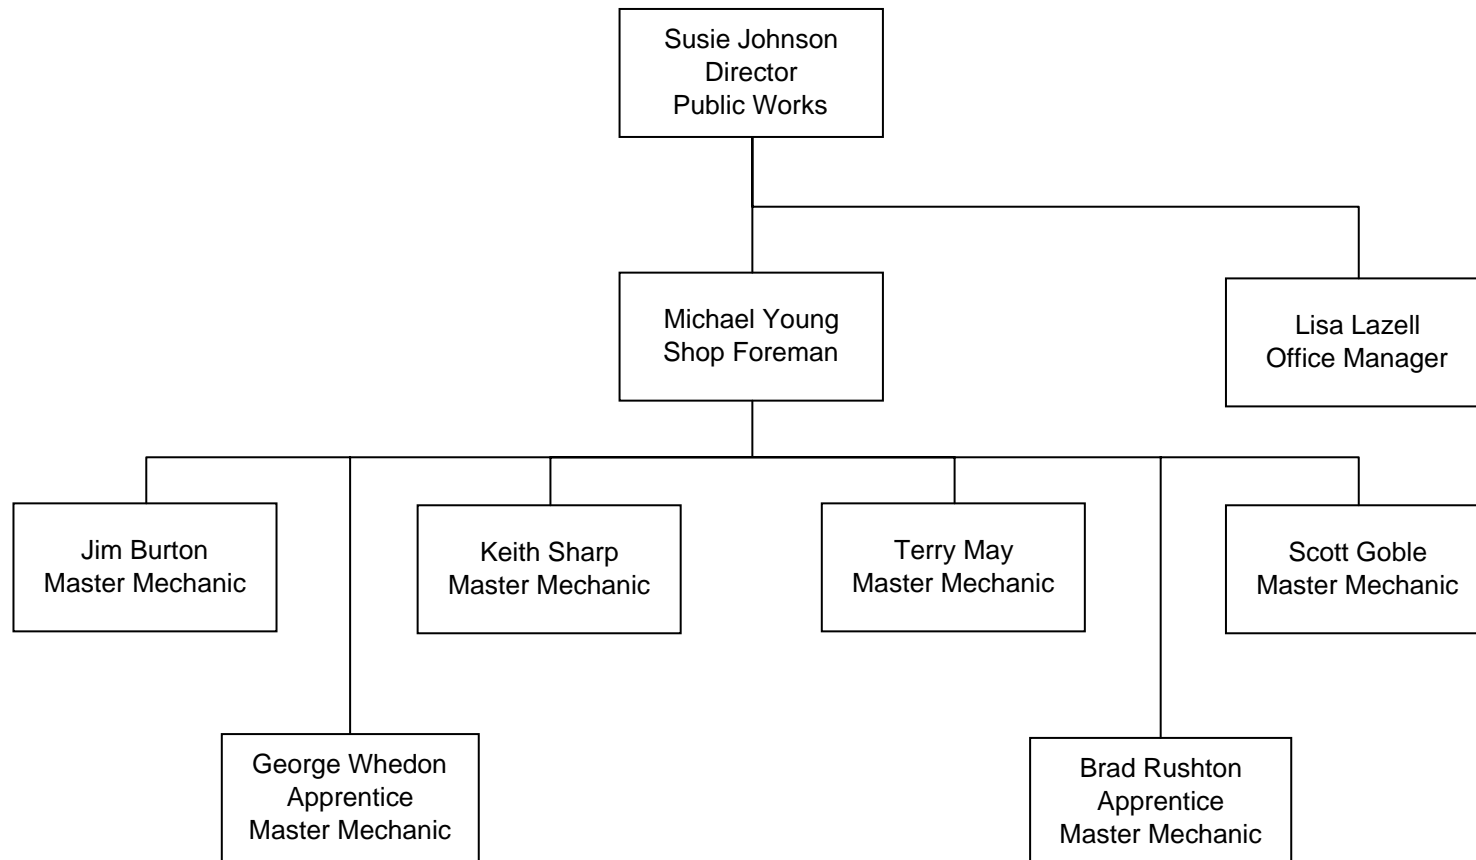 Susie Johnson
Director
Public Works
Michael Young
Shop Foreman
Lisa Lazell
Office Manager
Jim Burton
Master Mechanic
Keith Sharp
Master Mechanic
Terry May
Master Mechanic
Scott Goble
Master Mechanic
George Whedon
Apprentice
Master Mechanic
Brad Rushton
Apprentice
Master Mechanic